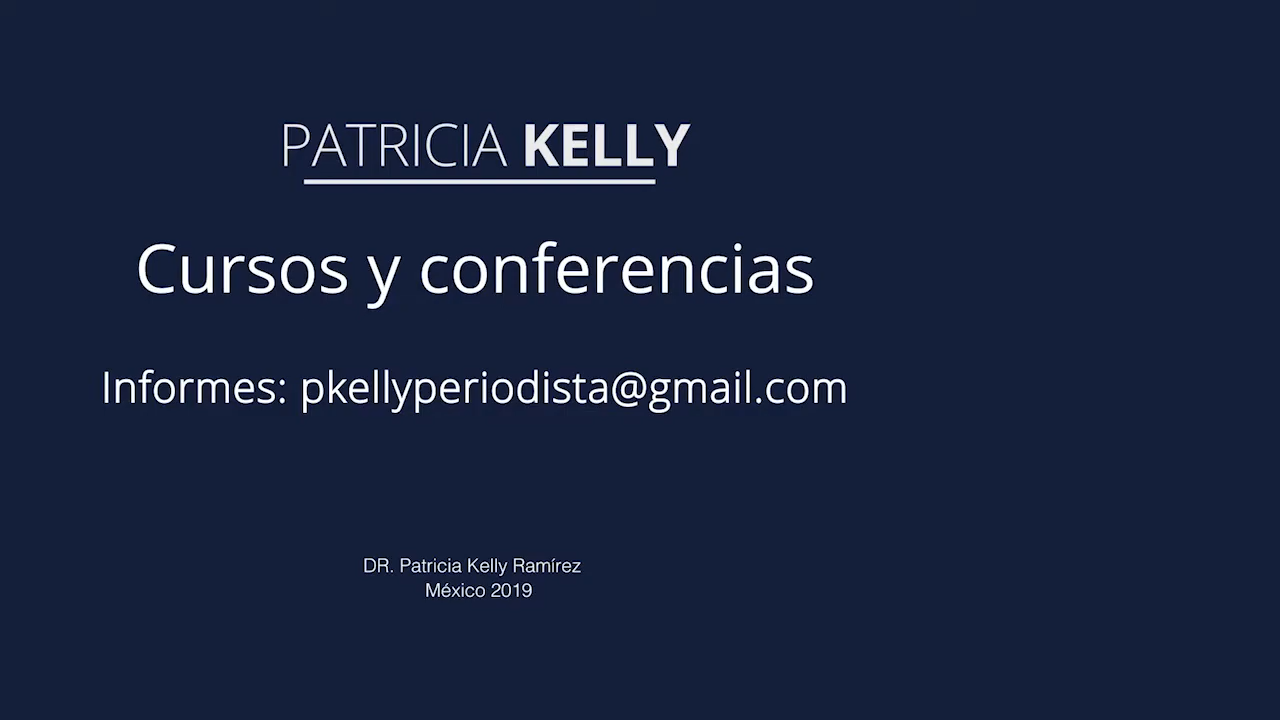 PATRICIA KELLY
Cursos y conferencias
Informes: pkellyperiodista@gmail.com
DR. Patricia Kelly Ramírez
México 2019